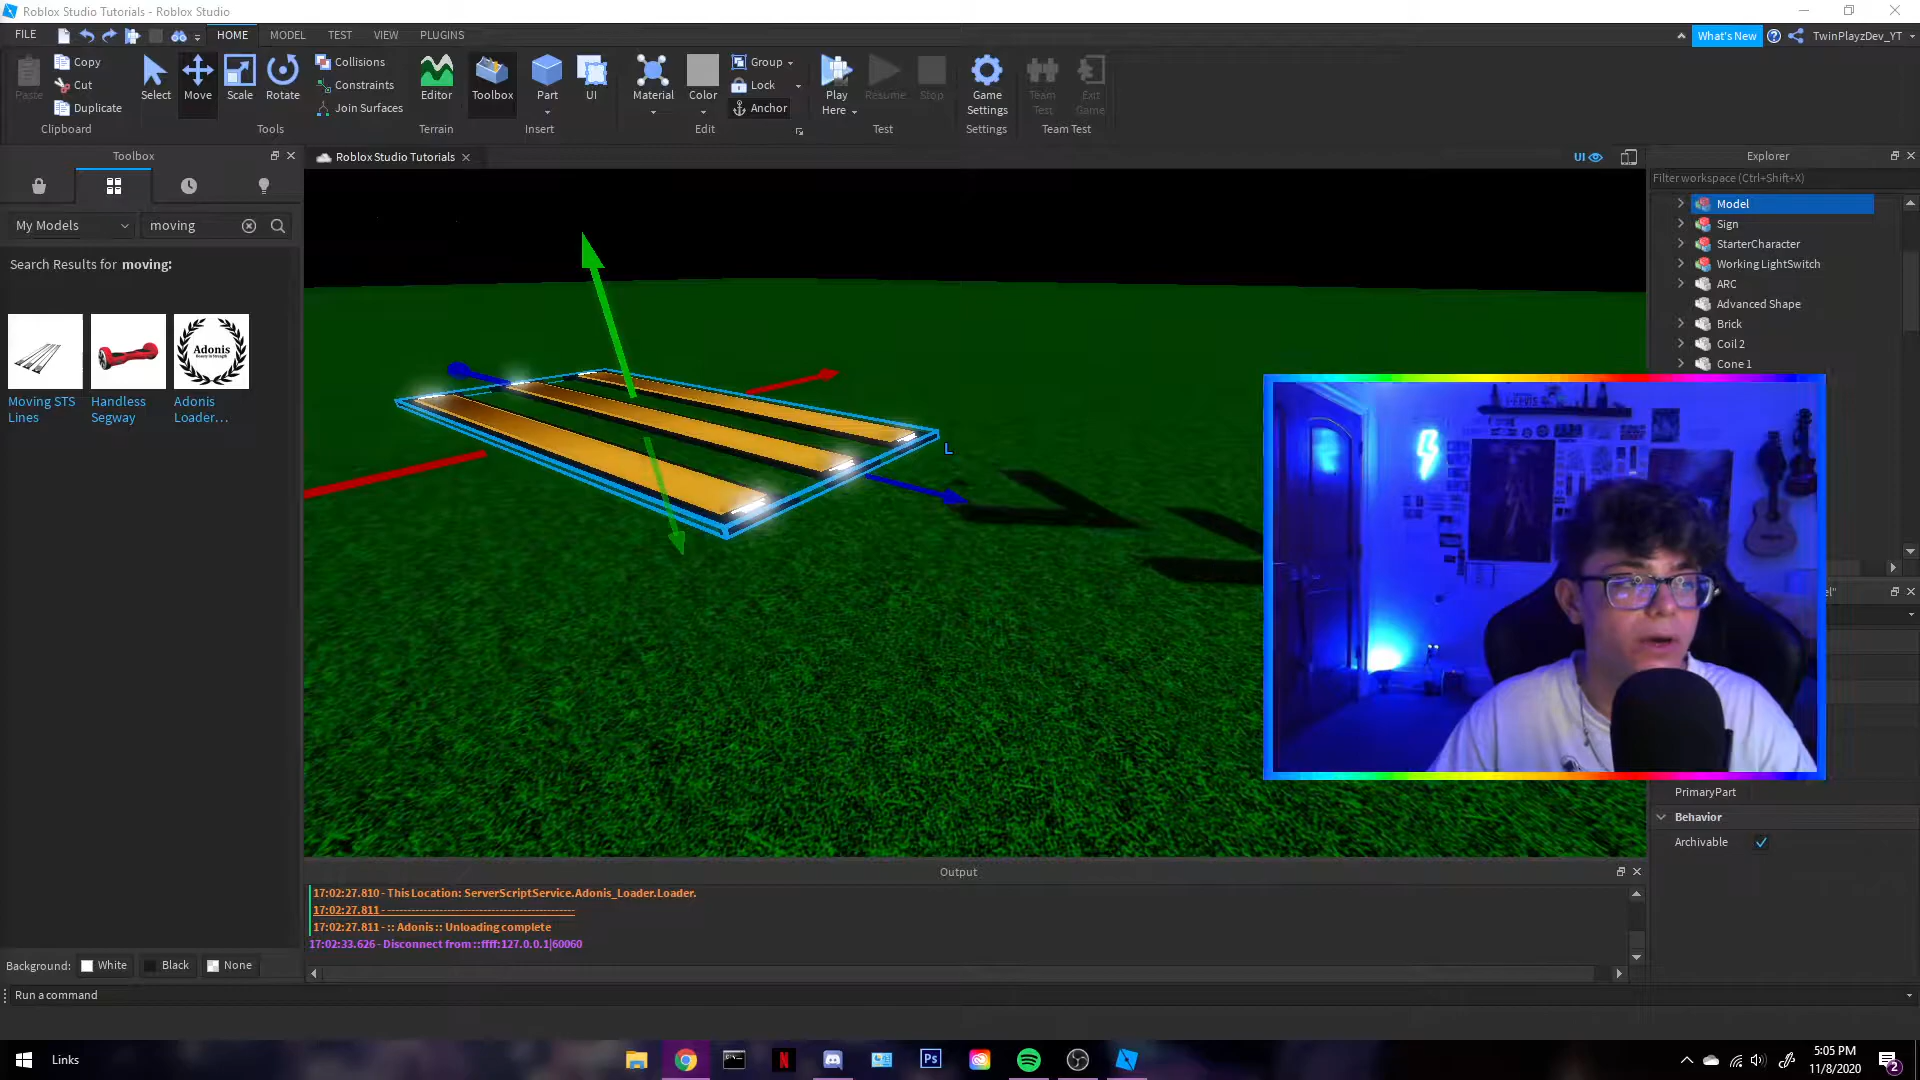 Roblox Studio Tutorials - Roblox Studio
FILE
HOME
MODEL
TEST
VIEW
PLUGINS
What's New
TwinPlayzDev_YT
Paste
Copy
Cut
Duplicate
Clipboard
Select
Move
Scale
Rotate
Collisions
Constraints
Join Surfaces
Tools
Editor
Terrain
Toolbox
Part
UI
Insert
Material
Color
Group
Lock
Anchor
Edit
Play Here
Resume
Stop
Test
Game Settings
Settings
Team Test
Exit Game
Team Test
Toolbox
Roblox Studio Tutorials
UI
Explorer
Filter workspace (Ctrl+Shift+X)
My Models
moving
Search Results for moving:
Moving STS Lines
Handless Segway
Adonis
Adonis Loader...
L
Model
Sign
StarterCharacter
Working LightSwitch
ARC
Advanced Shape
Brick
Coil 2
Cone 1
PrimaryPart
Behavior
Archivable
Output
17:02:27.810 - This Location: ServerScriptService.Adonis_Loader.Loader.
17:02:27.811 - ------------------------------------------------
17:02:27.811 - :: Adonis :: Unloading complete
17:02:33.626 - Disconnect from ::ffff:127.0.0.1|60060
Background:
White
Black
None
Run a command
Links
Ps
5:05 PM
11/8/2020
2